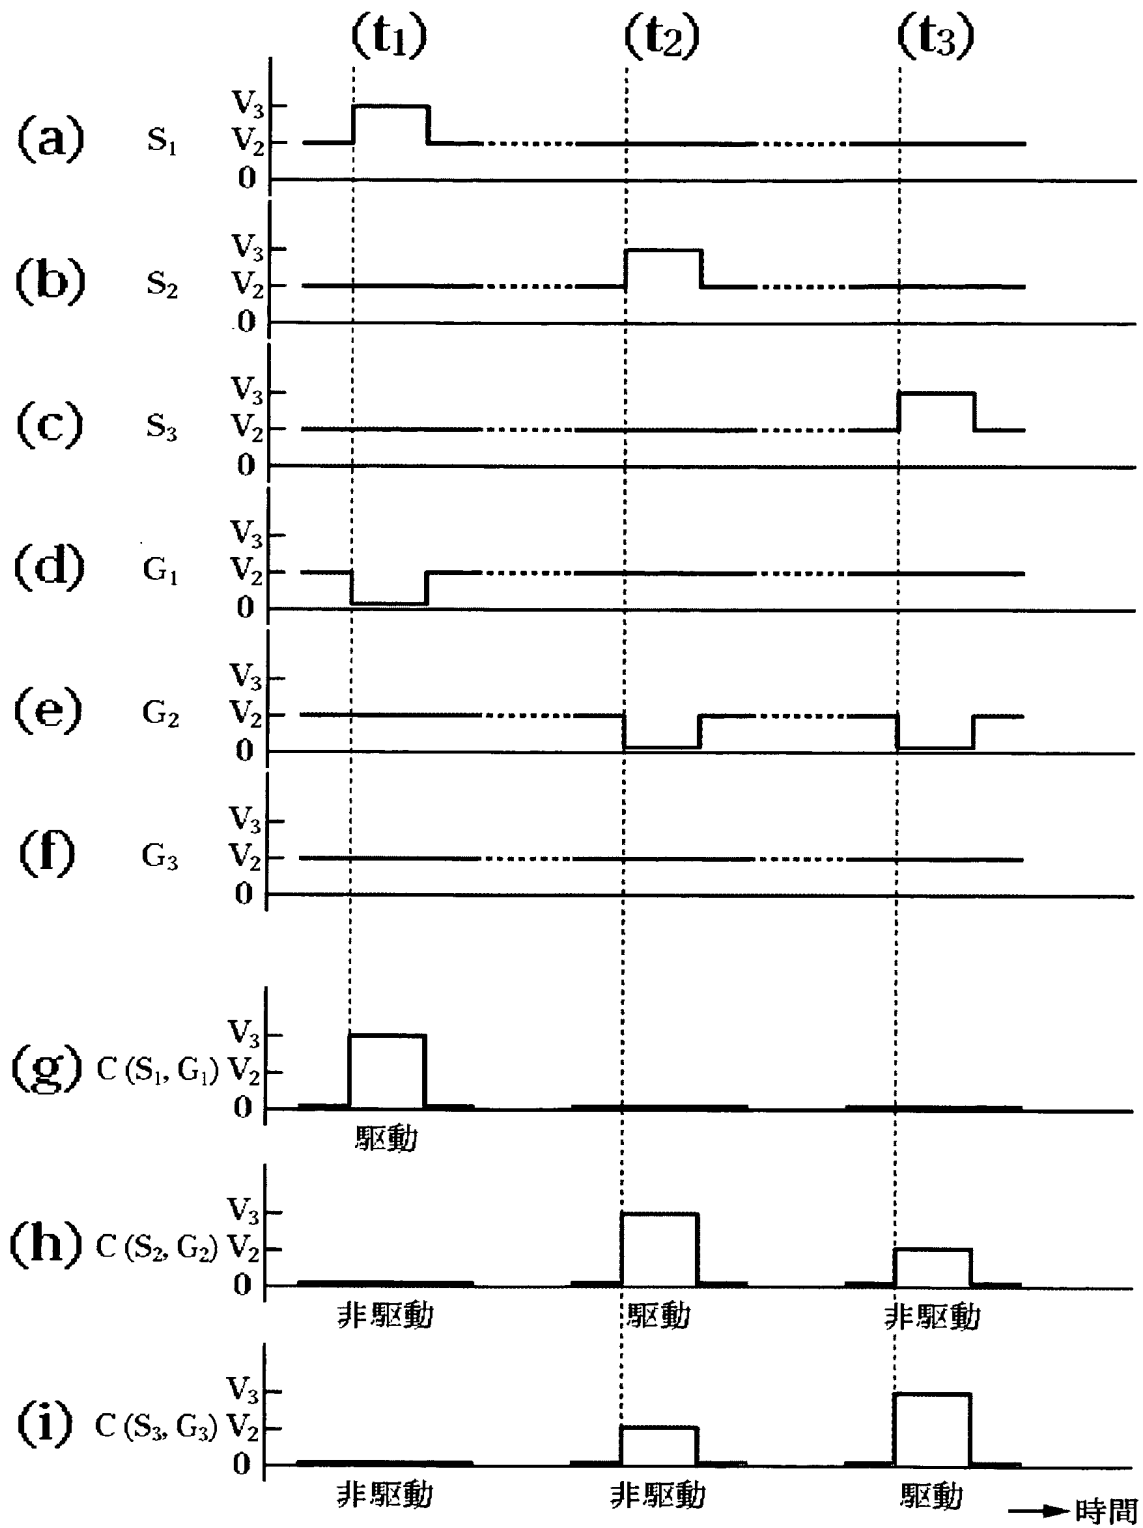 (t₁) (t₂) (t₃)
(a) S₁ V₃ V₂ 0
(b) S₂ V₃ V₂ 0
(c) S₃ V₃ V₂ 0
(d) G₁ V₃ V₂ 0
(e) G₂ V₃ V₂ 0
(f) G₃ V₃ V₂ 0
(g) C (S₁, G₁) V₃ V₂ 0
駆動
(h) C (S₂, G₂) V₃ V₂ 0
非駆動 駆動 非駆動
(i) C (S₃, G₃) V₃ V₂ 0
非駆動 非駆動 駆動
→時間